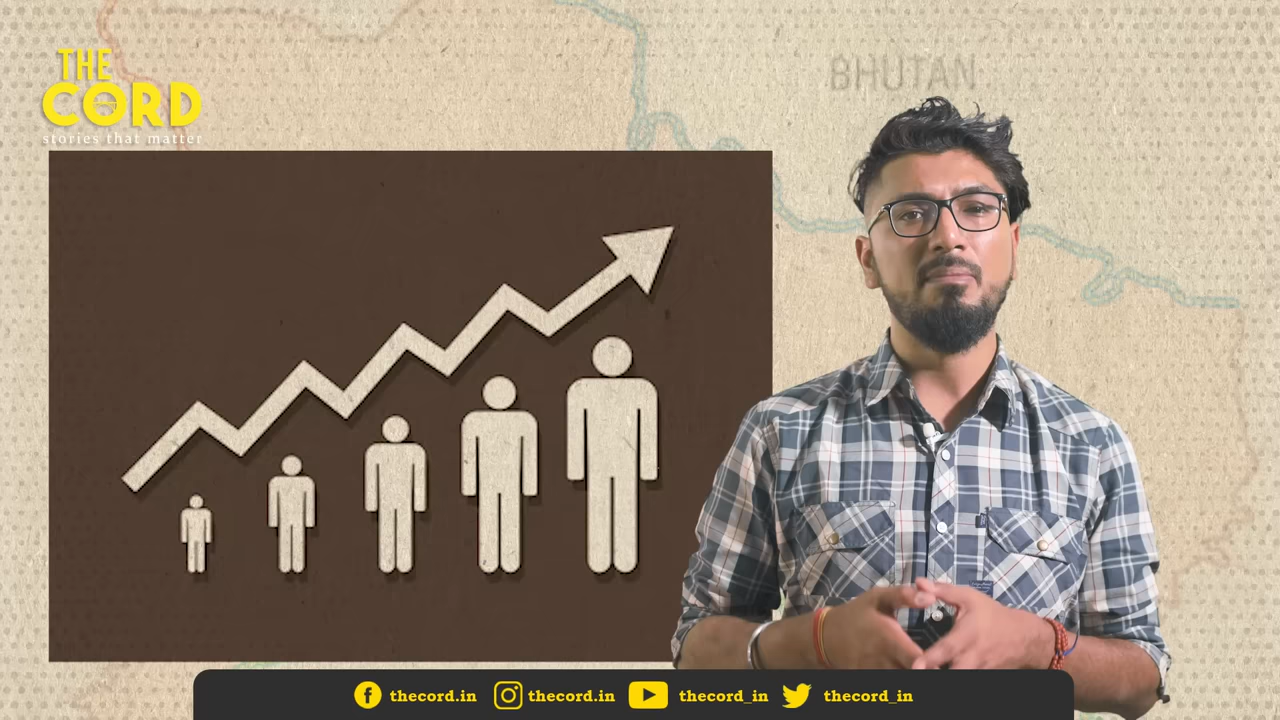 BHUTAN
THE
CORD
stories that matter
thecord.in thecord.in thecord_in thecord_in